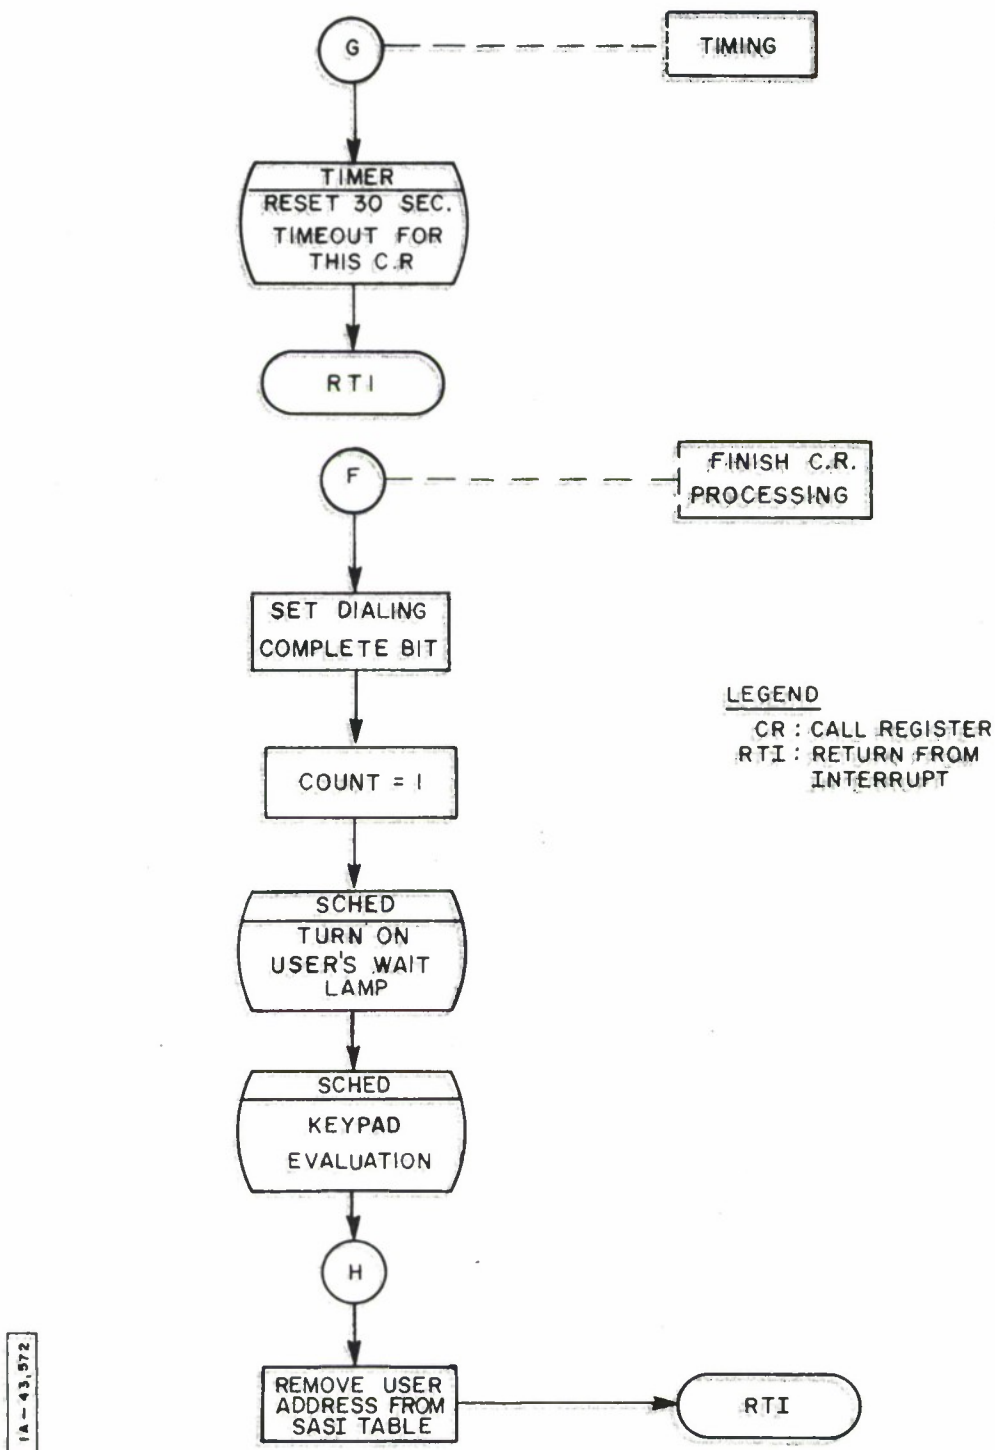 G
TIMING
TIMER
RESET 30 SEC.
TIMEOUT FOR
THIS C.R
RTI
F
FINISH C.R.
PROCESSING
SET DIALING
COMPLETE BIT
LEGEND
CR : CALL REGISTER
RTI : RETURN FROM
INTERRUPT
COUNT = 1
SCHED
TURN ON
USER'S WAIT
LAMP
SCHED
KEYPAD
EVALUATION
H
REMOVE USER
ADDRESS FROM
SASI TABLE
RTI
IA-43,572